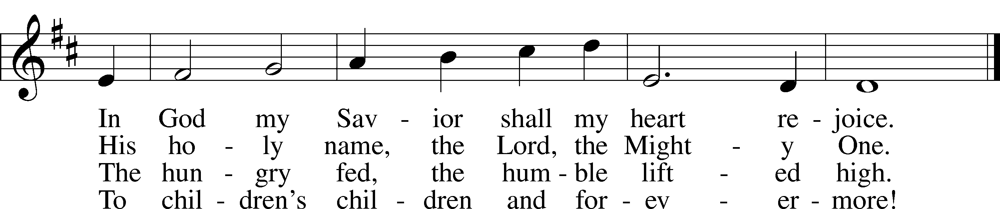 In God my Sav - ior shall my heart re - joice.
His ho - ly name, the Lord, the Might - y One.
The hun - gry fed, the hum - ble lift - ed high.
To chil - dren’s chil - dren and for - ev - er - more!